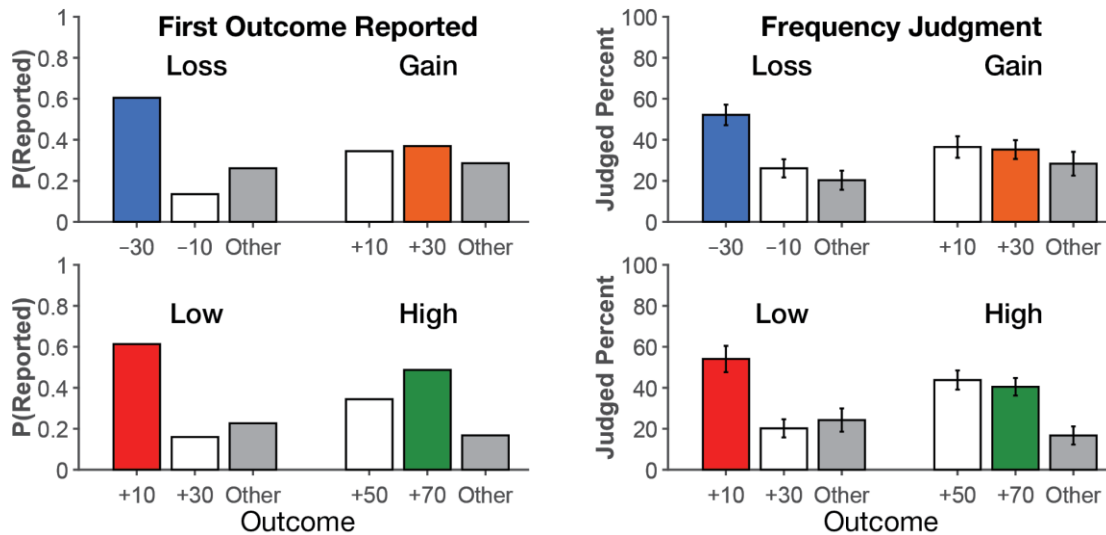 First Outcome Reported
Loss Gain
P(Reported)
1
0.8
0.6
0.4
0.2
0
−30 −10 Other +10 +30 Other
Frequency Judgment
Loss Gain
Judged Percent
100
80
60
40
20
0
−30 −10 Other +10 +30 Other
Low High
P(Reported)
1
0.8
0.6
0.4
0.2
0
+10 +30 Other +50 +70 Other
Outcome
Low High
Judged Percent
100
80
60
40
20
0
+10 +30 Other +50 +70 Other
Outcome